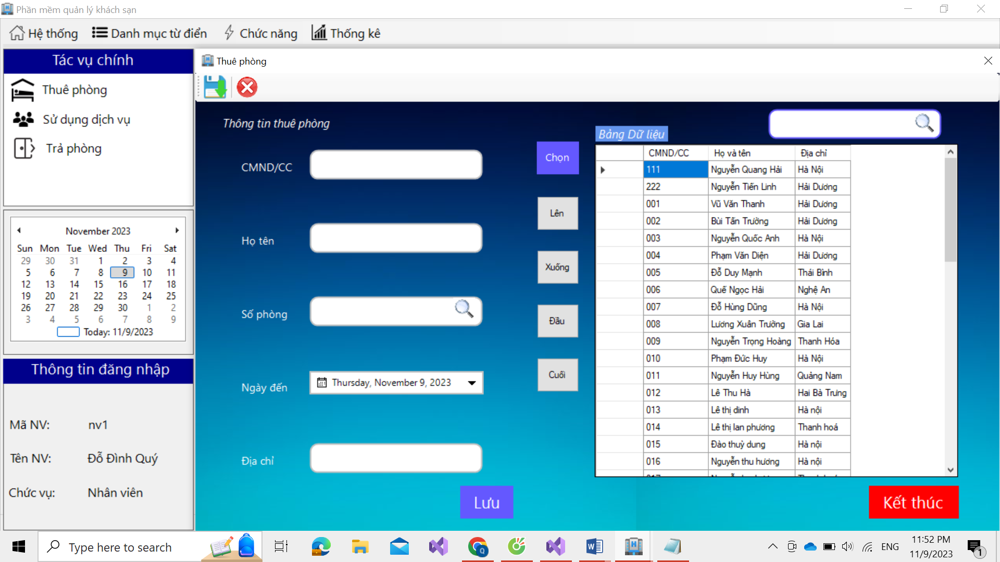 Phần mềm quản lý khách sạn
Hệ thống Danh mục từ điển Chức năng Thống kê
Tác vụ chính
Thuê phòng
Sử dụng dịch vụ
Trả phòng
November 2023
Sun Mon Tue Wed Thu Fri Sat
29 30 31 1 2 3 4
5 6 7 8 9 10 11
12 13 14 15 16 17 18
19 20 21 22 23 24 25
26 27 28 29 30 1 2
3 4 5 6 7 8 9
Today: 11/9/2023
Thông tin đăng nhập
Mã NV: nv1
Tên NV: Đỗ Đình Quý
Chức vụ: Nhân viên
Thuê phòng
Thông tin thuê phòng
CMND/CC
Họ tên
Số phòng
Ngày đến Thursday, November 9, 2023
Địa chỉ
Lưu
Chọn
Lên
Xuống
Đầu
Cuối
Bảng Dữ liệu
CMND/CC Họ và tên Địa chỉ
111 Nguyễn Quang Hải Hà Nội
222 Nguyễn Tiến Linh Hải Dương
001 Vũ Văn Thanh Hải Dương
002 Bùi Tấn Trường Hải Dương
003 Nguyễn Quốc Anh Hà Nội
004 Phạm Văn Diện Hải Dương
005 Đỗ Duy Mạnh Thái Bình
006 Quế Ngọc Hải Nghệ An
007 Đỗ Hùng Dũng Hà Nội
008 Lương Xuân Trường Gia Lai
009 Nguyễn Trọng Hoàng Thanh Hóa
010 Phạm Đức Huy Hà Nội
011 Nguyễn Huy Hùng Quảng Nam
012 Lê Thu Hà Hai Bà Trưng
013 Lê thị dinh Hà nội
014 Lê thị lan phương Thanh hoá
015 Đào thuỳ dung Hà nội
016 Nguyễn thu hương Hà nội
Kết thúc
Type here to search
ENG
11:52 PM
11/9/2023
1